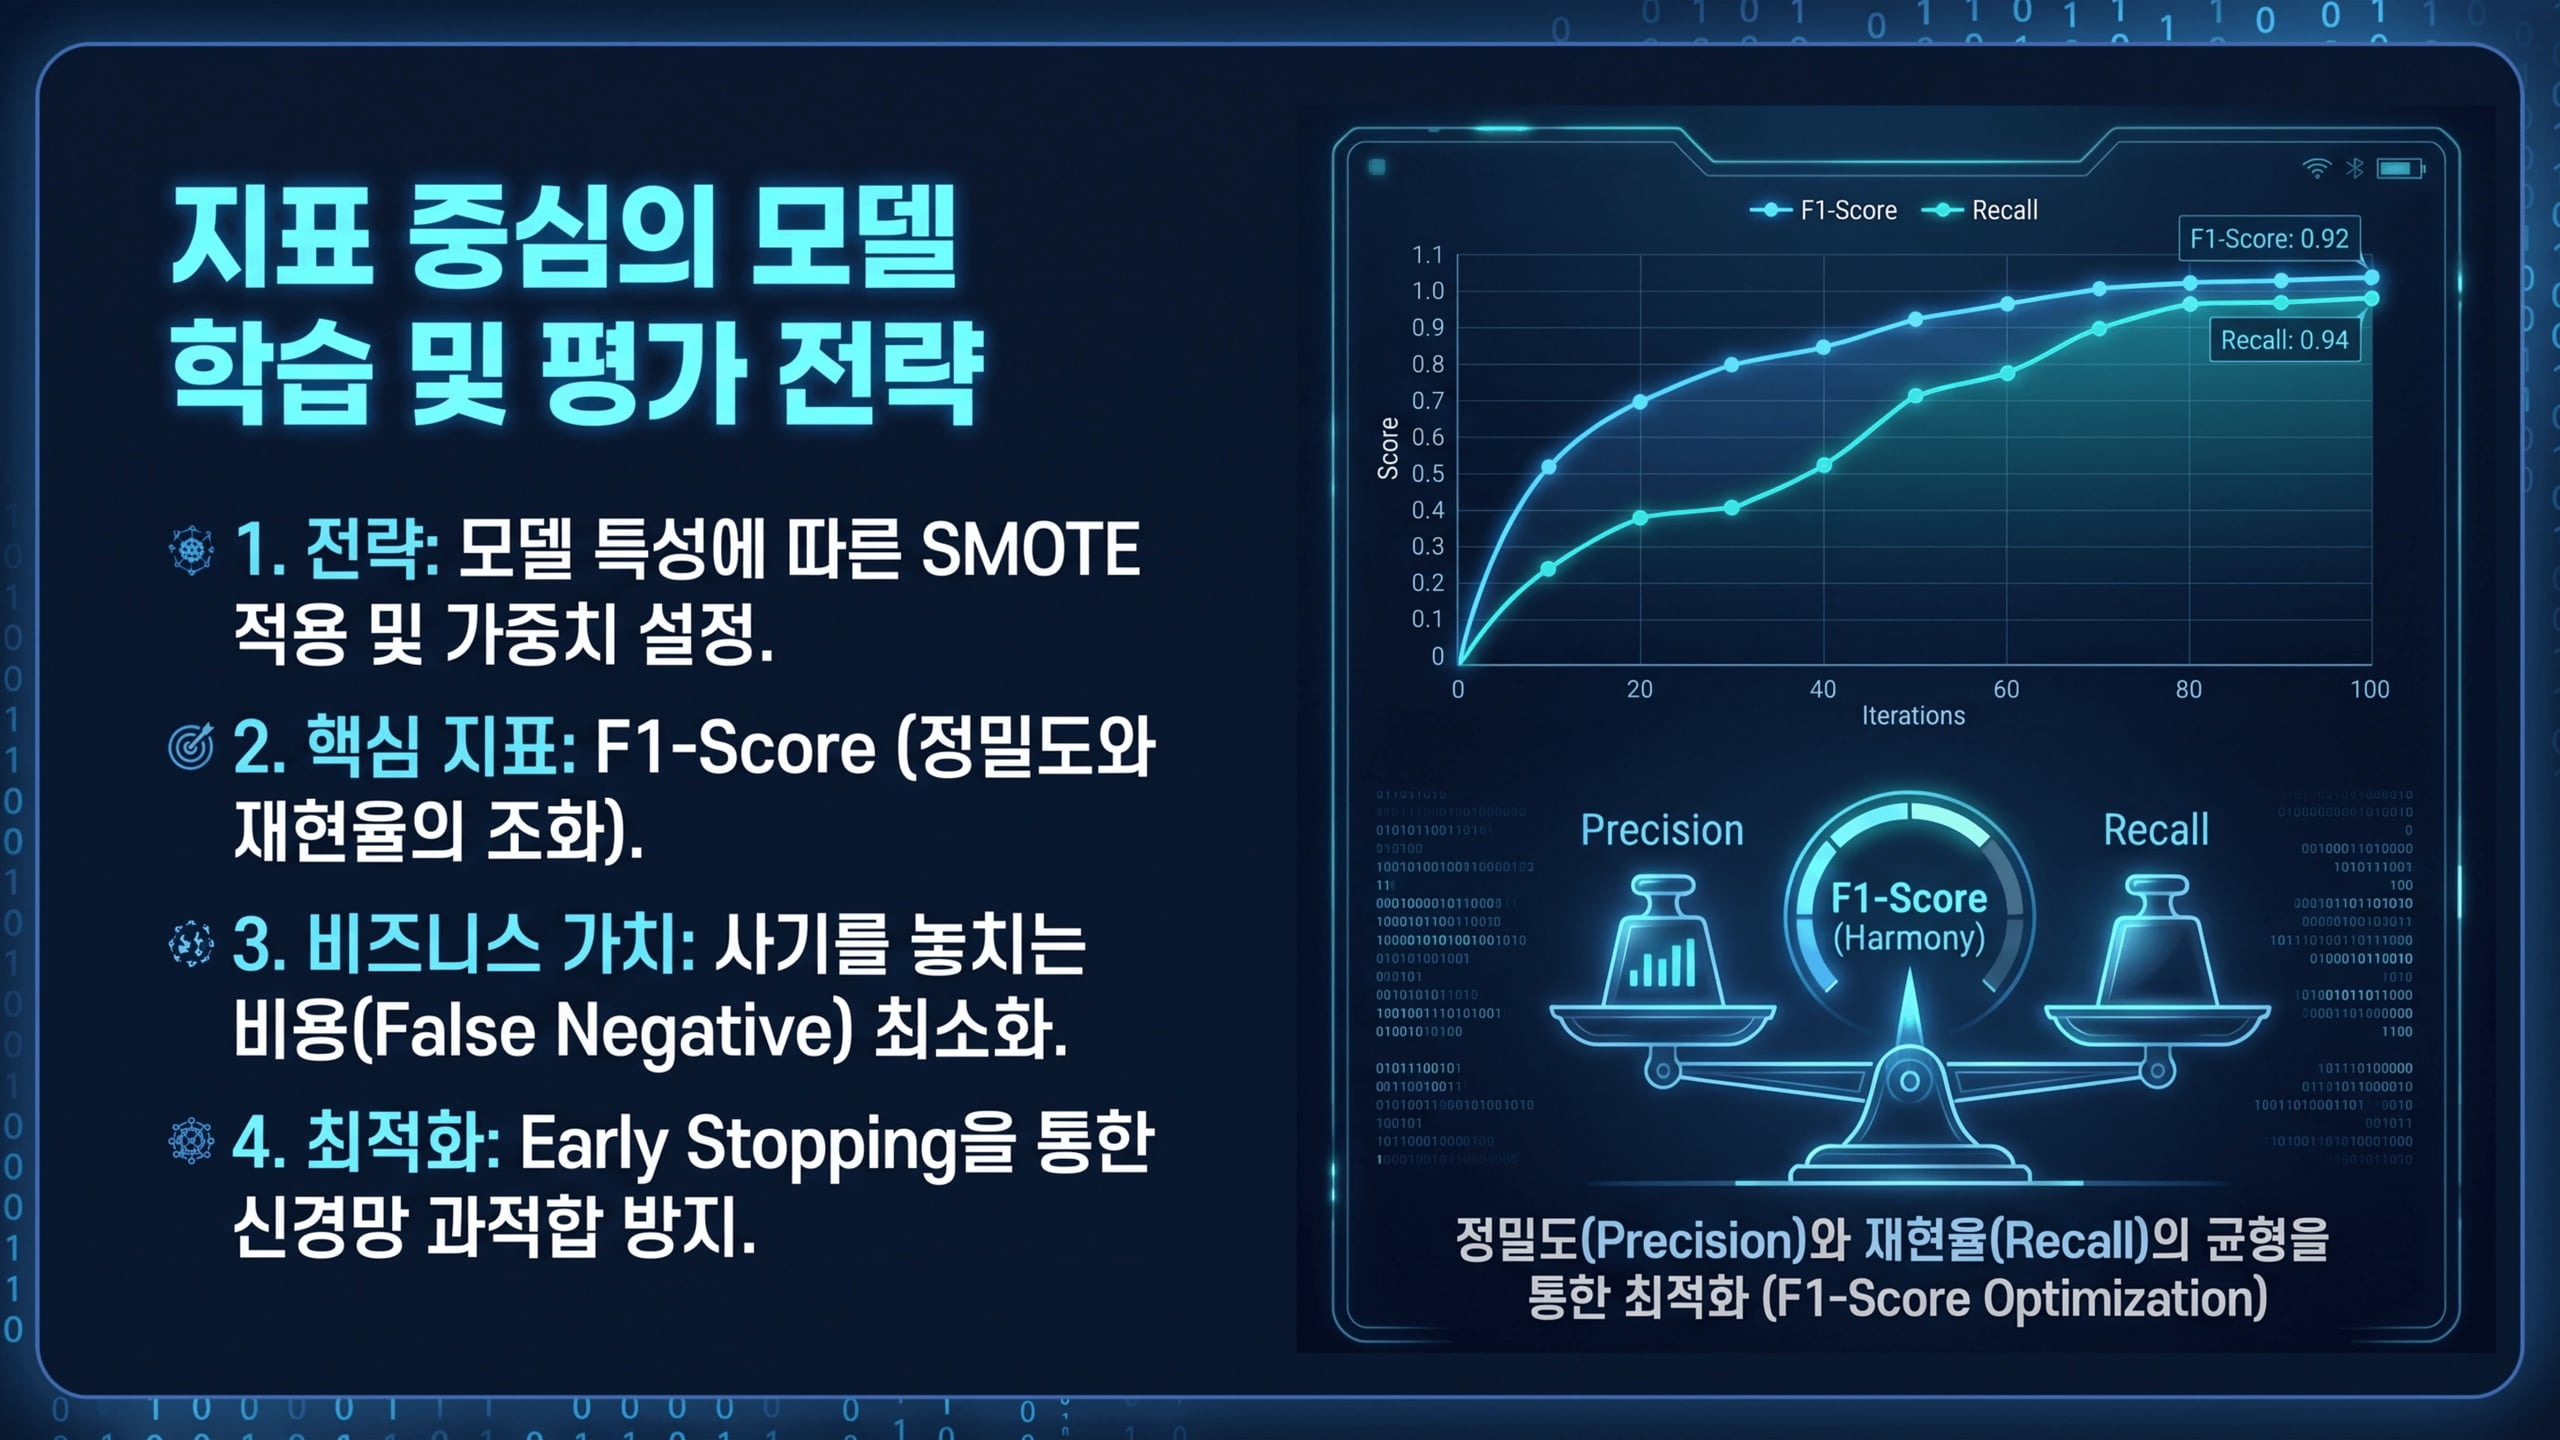 지표 중심의 모델
학습 및 평가 전략
1. 전략: 모델 특성에 따른 SMOTE
적용 및 가중치 설정.
2. 핵심 지표: F1-Score (정밀도와
재현율의 조화).
3. 비즈니스 가치: 사기를 놓치는
비용(False Negative) 최소화.
4. 최적화: Early Stopping을 통한
신경망 과적합 방지.
F1-Score Recall
F1-Score: 0.92
Recall: 0.94
Score
1.1
1.0
0.9
0.8
0.7
0.6
0.5
0.4
0.3
0.2
0.1
0
0 20 40 60 80 100
Iterations
Precision
F1-Score
(Harmony)
Recall
정밀도(Precision)와 재현율(Recall)의 균형을
통한 최적화 (F1-Score Optimization)